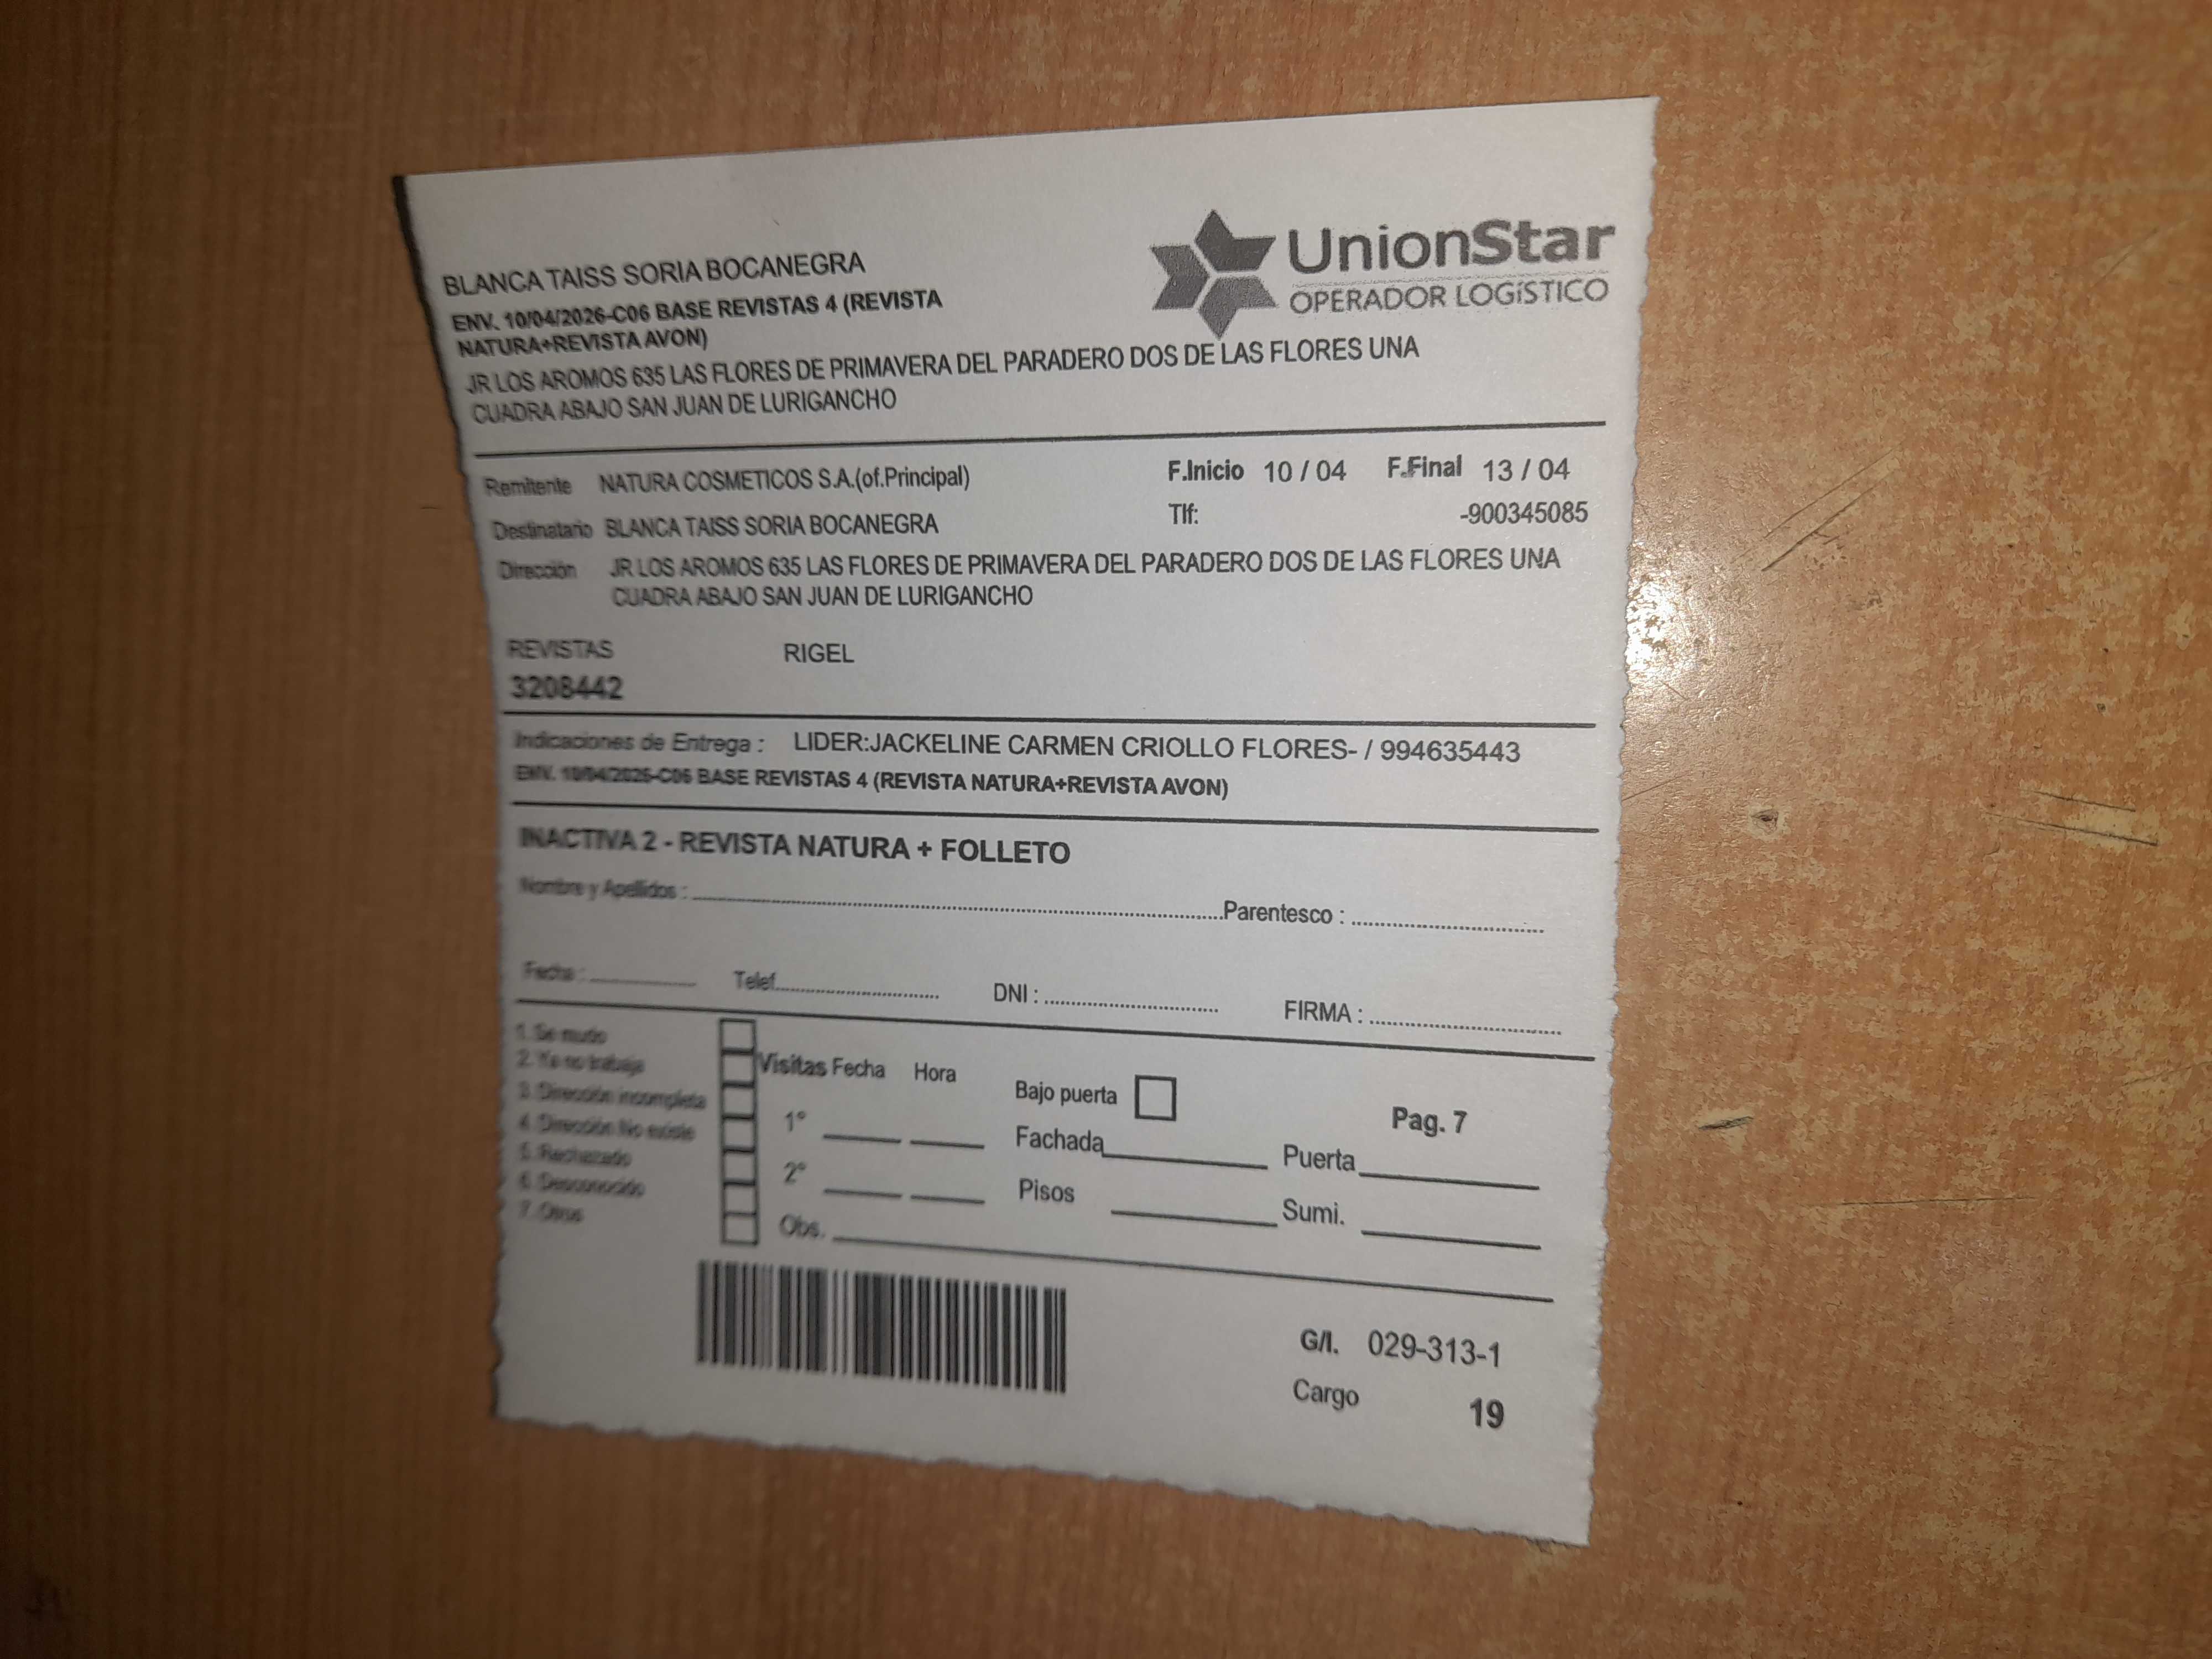 UnionStar
OPERADOR LOGÍSTICO
BLANCA TAISS SORIA BOCANEGRA
ENV. 10/04/2026-C06 BASE REVISTAS 4 (REVISTA
NATURA+REVISTA AVON)
JR LOS AROMOS 635 LAS FLORES DE PRIMAVERA DEL PARADERO DOS DE LAS FLORES UNA
CUADRA ABAJO SAN JUAN DE LURIGANCHO
Remitente NATURA COSMETICOS S.A.(of.Principal) F.Inicio 10 / 04 F.Final 13 / 04
Destinatario BLANCA TAISS SORIA BOCANEGRA Tlf: -900345085
Dirección JR LOS AROMOS 635 LAS FLORES DE PRIMAVERA DEL PARADERO DOS DE LAS FLORES UNA
CUADRA ABAJO SAN JUAN DE LURIGANCHO
REVISTAS RIGEL
3208442
Indicaciones de Entrega : LIDER:JACKELINE CARMEN CRIOLLO FLORES- / 994635443
ENV. 10/04/2026-C06 BASE REVISTAS 4 (REVISTA NATURA+REVISTA AVON)
INACTIVA 2 - REVISTA NATURA + FOLLETO
Nombre y Apellidos : Parentesco :
Fecha : Telef. DNI : FIRMA :
1. Se mudo
2. Ya no trabaja
3. Dirección incompleta
4. Dirección No existe
5. Rechazado
6. Desconocido
7. Otros
Visitas Fecha Hora
1°
2°
Obs.
Bajo puerta Pag. 7
Fachada Puerta
Pisos Sumi.
G/I. 029-313-1
Cargo 19